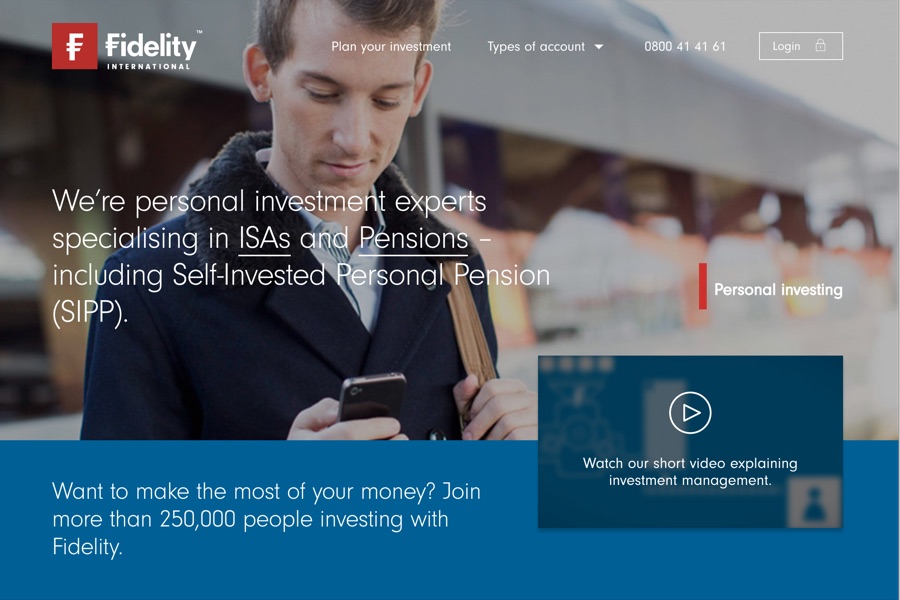 Fidelity™
INTERNATIONAL
Plan your investment
Types of account
0800 41 41 61
Login
We're personal investment experts
specialising in ISAs and Pensions –
including Self-Invested Personal Pension
(SIPP).
Personal investing
Watch our short video explaining
investment management.
Want to make the most of your money? Join
more than 250,000 people investing with
Fidelity.